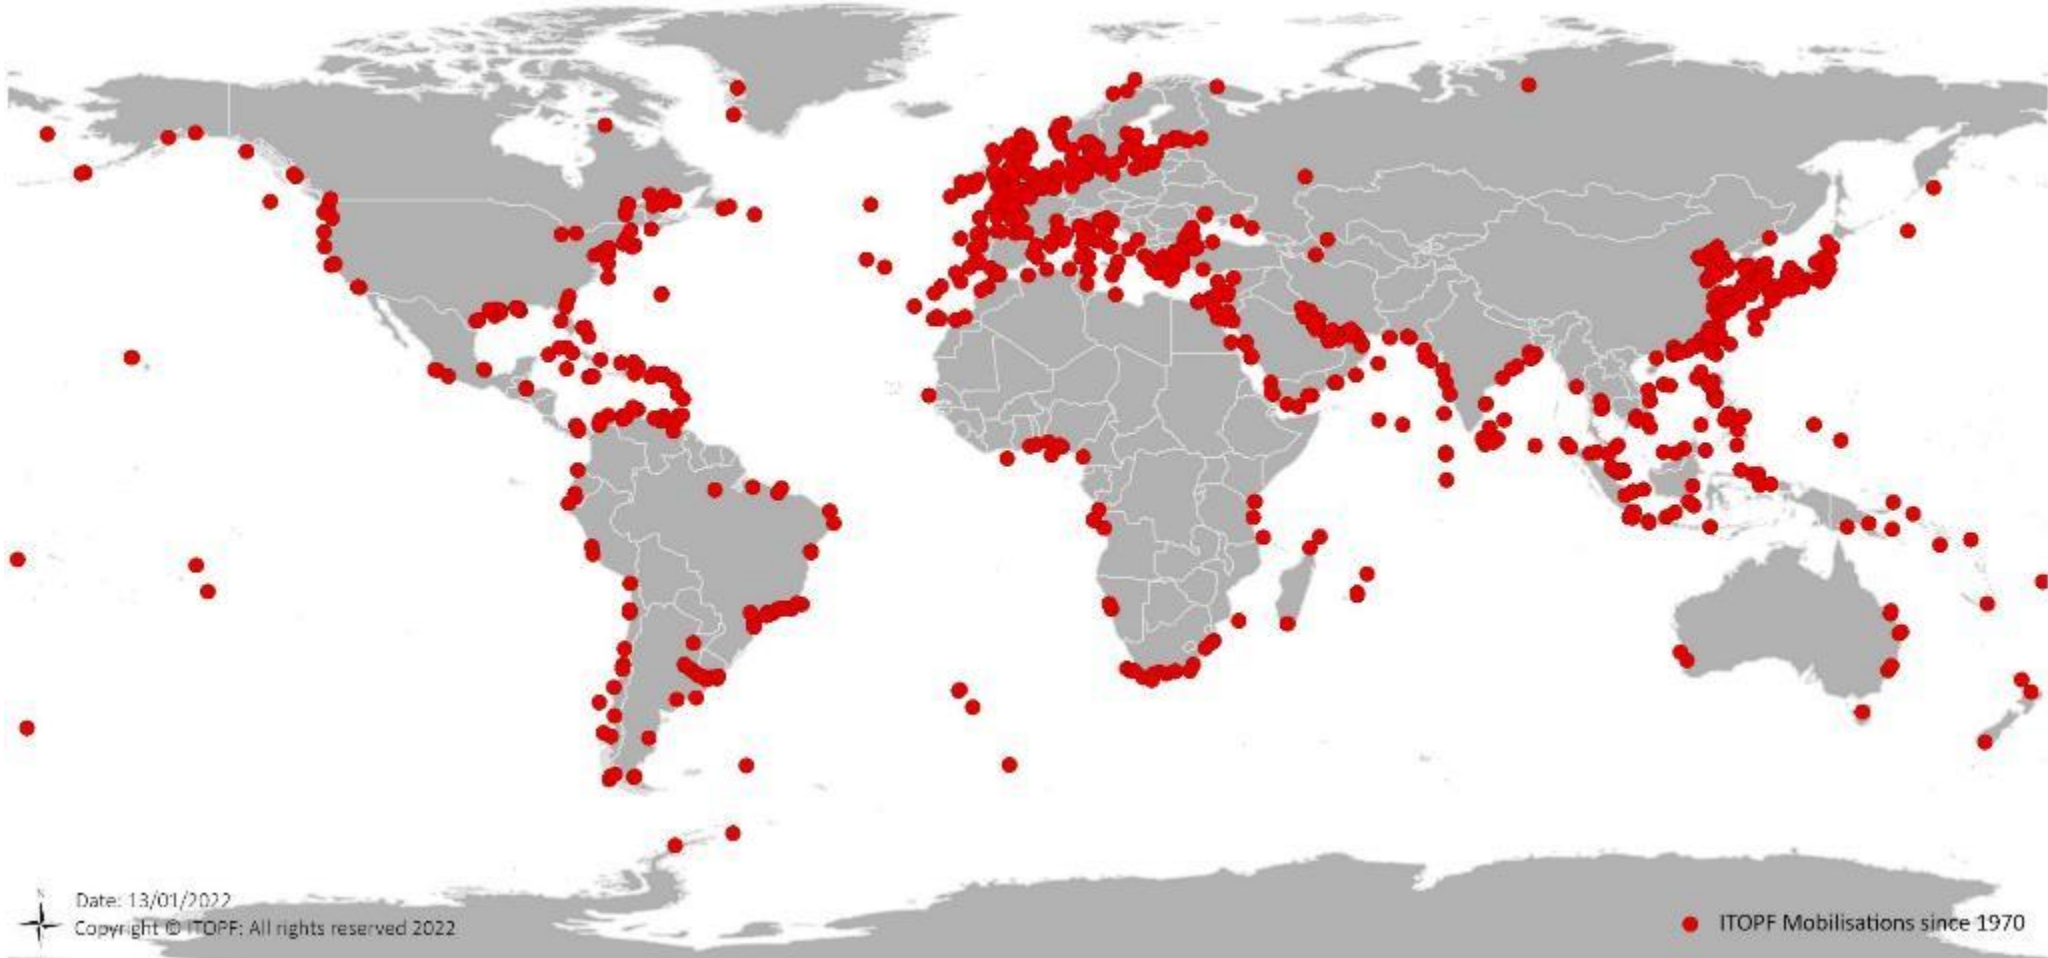 N
Date: 13/01/2022
Copyright © ITOPF: All rights reserved 2022
ITOPF Mobilisations since 1970